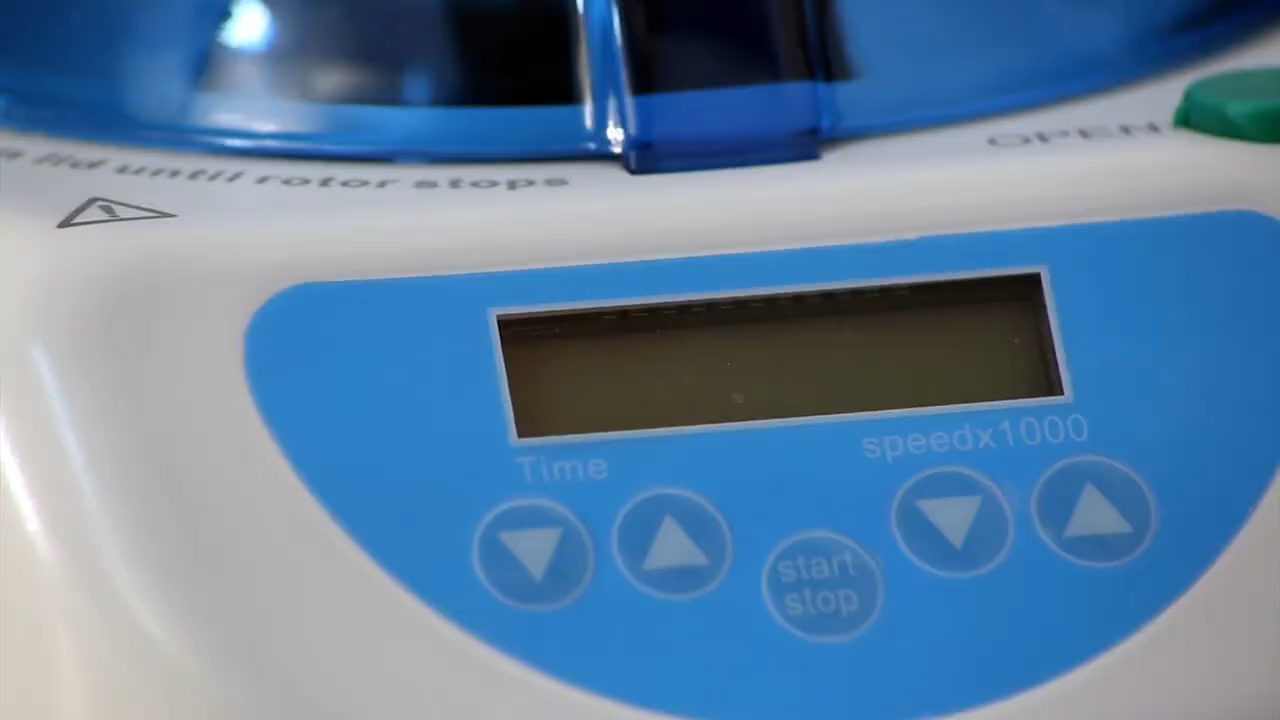 lid until rotor stops
OPEN
Time
speedx1000
start
stop